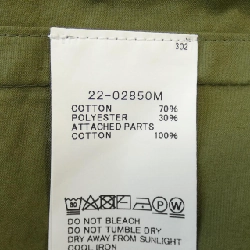 302
22-02850M
COTTON 70%
POLYESTER 30%
ATTACHED PARTS
COTTON 100%
DO NOT BLEACH
DO NOT TUMBLE DRY
DRY AWAY FROM SUNLIGHT
COOL IRON